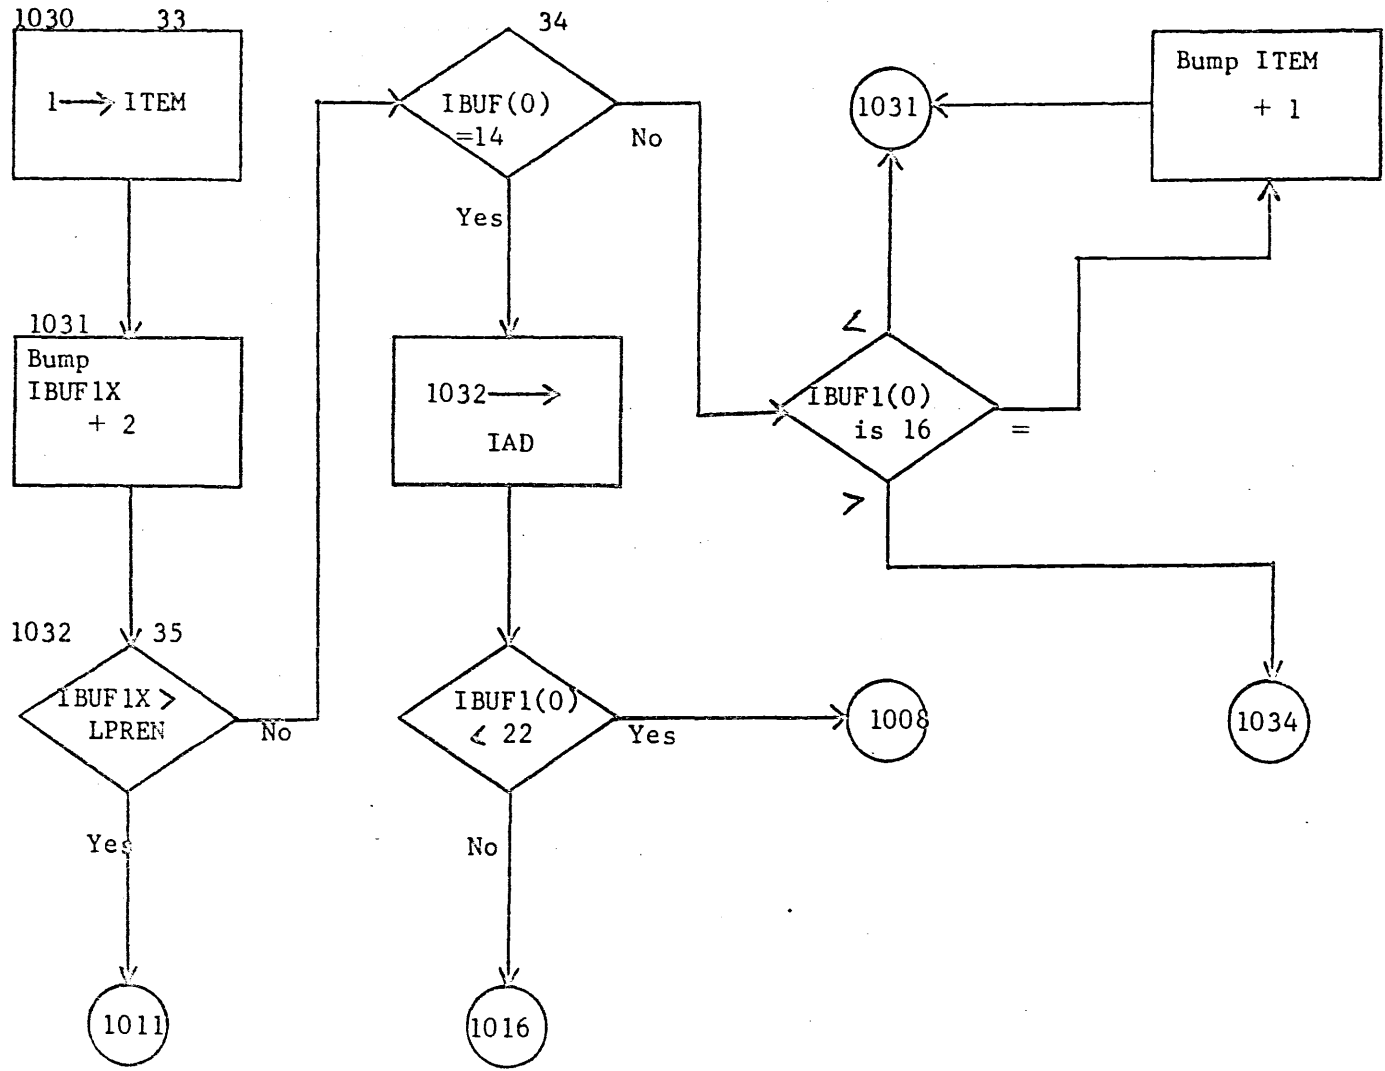 1030 33
1 → ITEM
1031
Bump
IBUF1X
+ 2
1032 35
IBUF1X >
LPREN
No
Yes
1011
34
IBUF(0)
=14
No
Yes
1032 →
IAD
IBUF1(0)
< 22
Yes
No
1008
1016
1031
Bump ITEM
+ 1
<
IBUF1(0)
is 16
=
>
1034